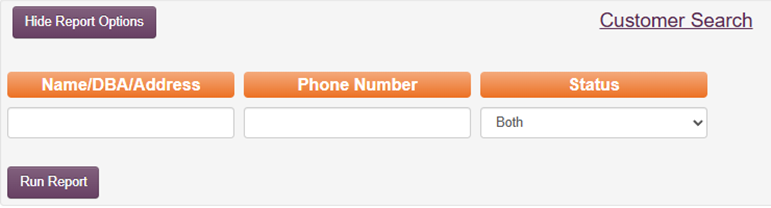 Hide Report Options
Customer Search
Name/DBA/Address
Phone Number
Status
Both
Run Report